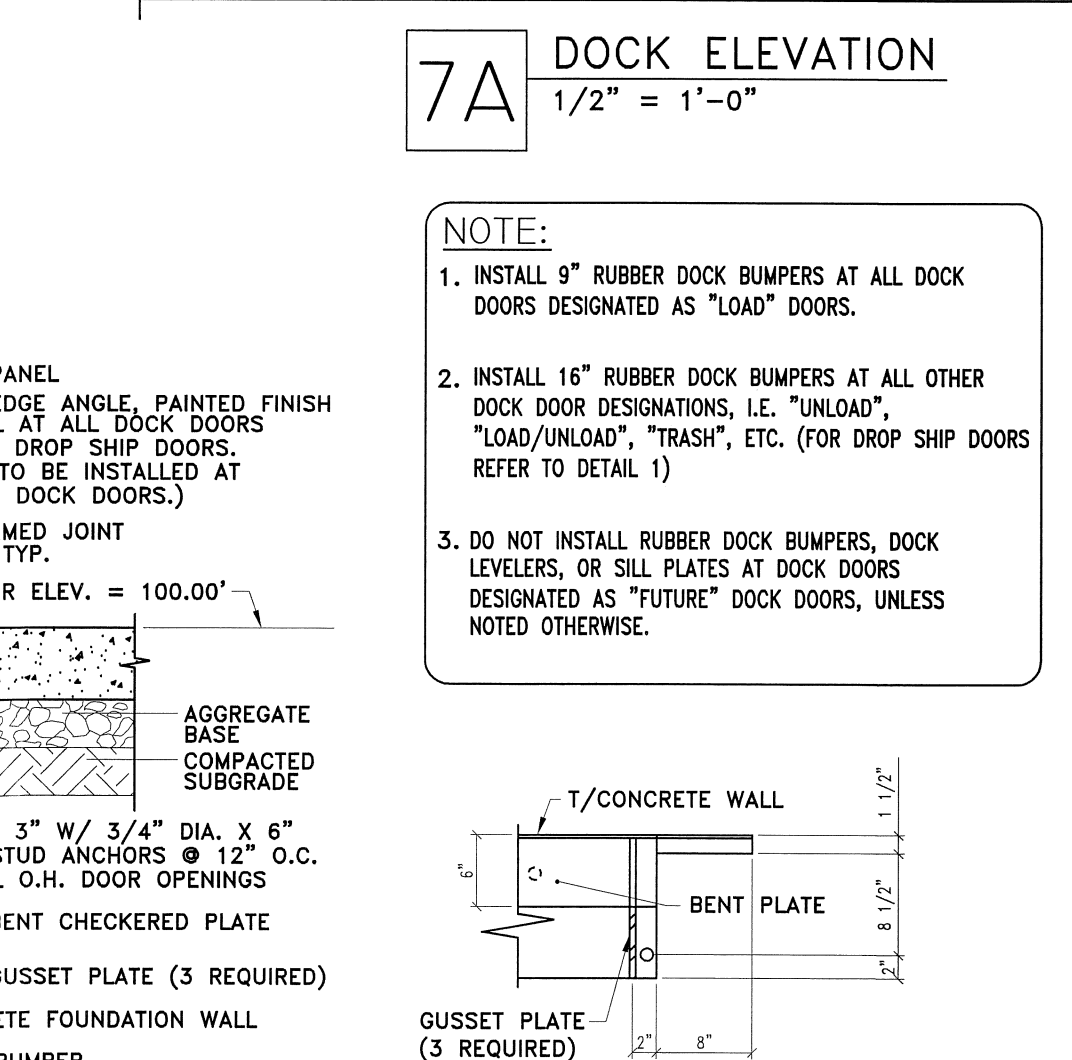 7A
DOCK ELEVATION
1/2" = 1'-0"
NOTE:
1. INSTALL 9" RUBBER DOCK BUMPERS AT ALL DOCK
DOORS DESIGNATED AS "LOAD" DOORS.
2. INSTALL 16" RUBBER DOCK BUMPERS AT ALL OTHER
DOCK DOOR DESIGNATIONS, I.E. "UNLOAD",
"LOAD/UNLOAD", "TRASH", ETC. (FOR DROP SHIP DOORS
REFER TO DETAIL 1)
3. DO NOT INSTALL RUBBER DOCK BUMPERS, DOCK
LEVELERS, OR SILL PLATES AT DOCK DOORS
DESIGNATED AS "FUTURE" DOCK DOORS, UNLESS
NOTED OTHERWISE.
PANEL
EDGE ANGLE, PAINTED FINISH
L AT ALL DOCK DOORS
DROP SHIP DOORS.
TO BE INSTALLED AT
DOCK DOORS.)
MED JOINT
TYP.
R ELEV. = 100.00'
AGGREGATE
BASE
COMPACTED
SUBGRADE
3" W/ 3/4" DIA. X 6"
STUD ANCHORS @ 12" O.C.
L O.H. DOOR OPENINGS
BENT CHECKERED PLATE
GUSSET PLATE (3 REQUIRED)
ETE FOUNDATION WALL
BUMPER
T/CONCRETE WALL
1 1/2"
6"
BENT PLATE
8 1/2"
2"
GUSSET PLATE
(3 REQUIRED)
2"
8"